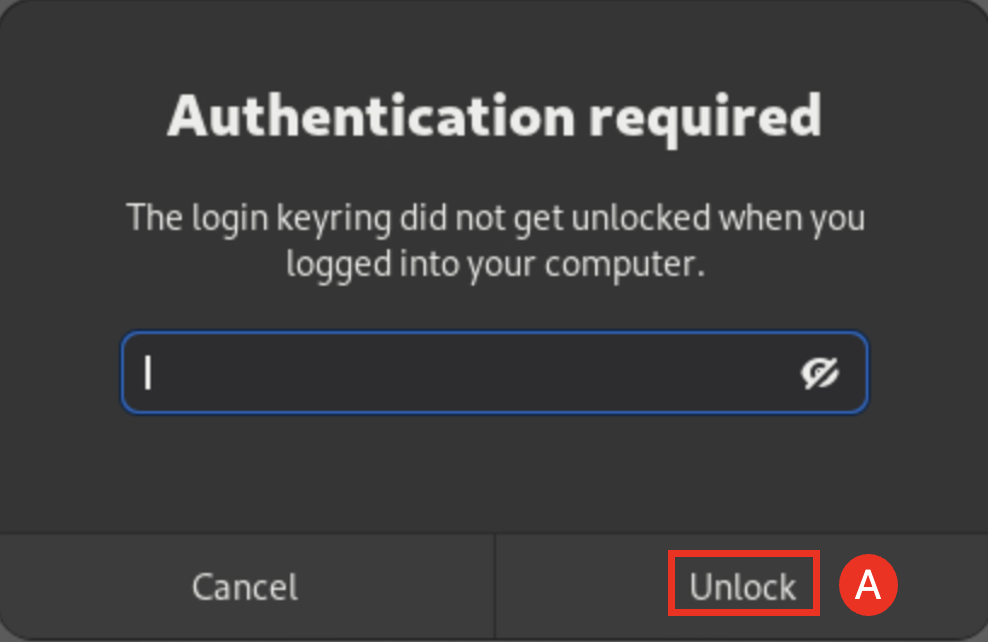 Authentication required
The login keyring did not get unlocked when you
logged into your computer.
Cancel
Unlock
A